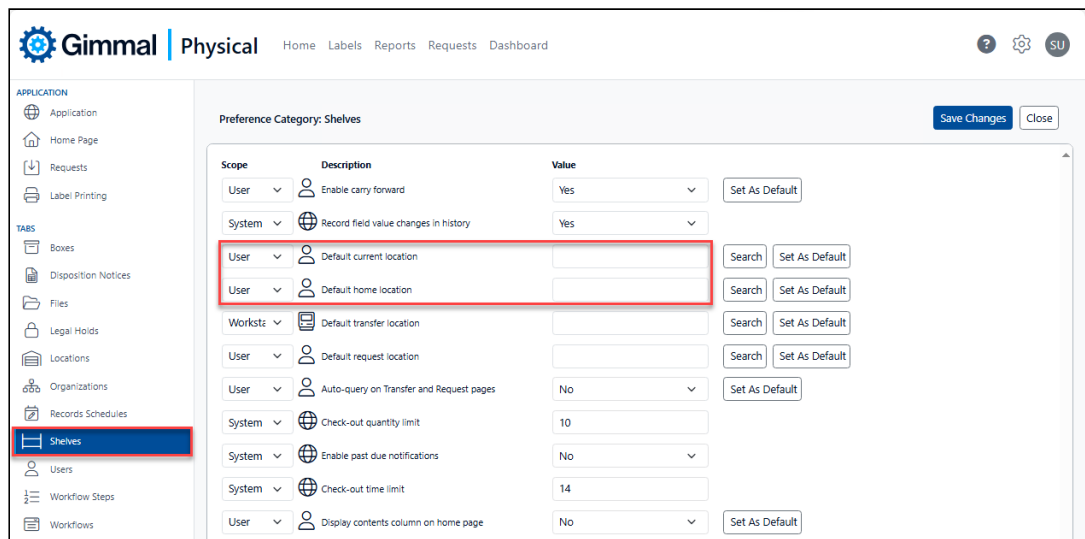 Gimmal | Physical Home Labels Reports Requests Dashboard ? SU
APPLICATION
Application
Home Page
Requests
Label Printing
TABS
Boxes
Disposition Notices
Files
Legal Holds
Locations
Organizations
Records Schedules
Shelves
Users
Workflow Steps
Workflows
Preference Category: Shelves Save Changes Close
Scope Description Value
User Enable carry forward Yes Set As Default
System Record field value changes in history Yes
User Default current location Search Set As Default
User Default home location Search Set As Default
Worksta Default transfer location Search Set As Default
User Default request location Search Set As Default
User Auto-query on Transfer and Request pages No Set As Default
System Check-out quantity limit 10
System Enable past due notifications No
System Check-out time limit 14
User Display contents column on home page No Set As Default